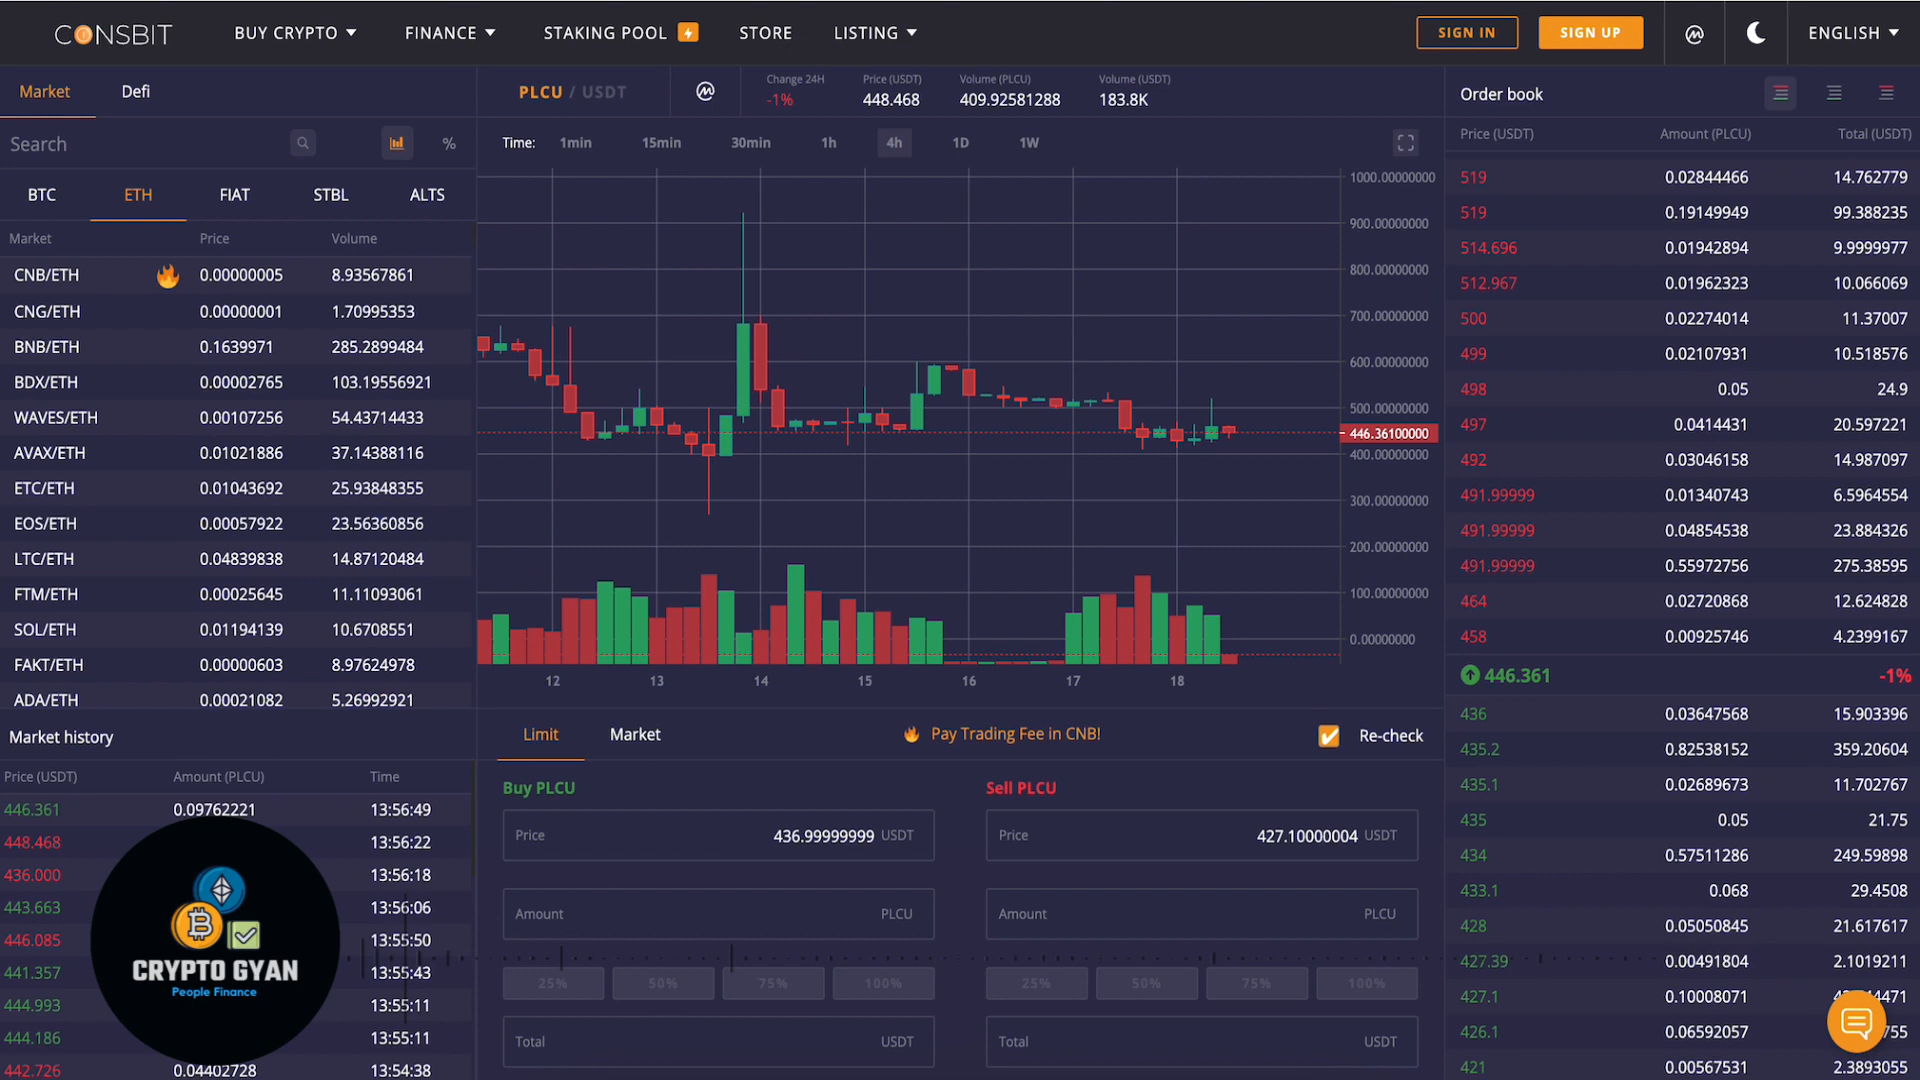 CONSBIT
BUY CRYPTO
FINANCE
STAKING POOL
STORE
LISTING
SIGN IN
SIGN UP
ENGLISH
Market
Defi
Search
%
BTC
ETH
FIAT
STBL
ALTS
Market Price Volume
CNB/ETH 0.00000005 8.93567861
CNG/ETH 0.00000001 1.70995353
BNB/ETH 0.1639971 285.2899484
BDX/ETH 0.00002765 103.19556921
WAVES/ETH 0.00107256 54.43714433
AVAX/ETH 0.01021886 37.14388116
ETC/ETH 0.01043692 25.93848355
EOS/ETH 0.00057922 23.56360856
LTC/ETH 0.04839838 14.87120484
FTM/ETH 0.00025645 11.11093061
SOL/ETH 0.01194139 10.6708551
FAKT/ETH 0.00000603 8.97624978
ADA/ETH 0.00021082 5.26992921
Market history
Price (USDT) Amount (PLCU) Time
446.361 0.09762221 13:56:49
448.468 13:56:22
436.000 13:56:18
443.663 13:56:06
446.085 13:55:50
441.357 13:55:43
444.993 13:55:11
444.186 13:55:11
442.726 0.04402728 13:54:38
CRYPTO GYAN
People Finance
PLCU / USDT
Change 24H
-1%
Price (USDT)
448.468
Volume (PLCU)
409.92581288
Volume (USDT)
183.8K
Time: 1min 15min 30min 1h 4h 1D 1W
1000.00000000
900.00000000
800.00000000
700.00000000
600.00000000
500.00000000
446.36100000
400.00000000
300.00000000
200.00000000
100.00000000
0.00000000
12 13 14 15 16 17 18
Limit
Market
Pay Trading Fee in CNB!
Re-check
Buy PLCU
Price 436.99999999 USDT
Amount PLCU
25% 50% 75% 100%
Total USDT
Sell PLCU
Price 427.10000004 USDT
Amount PLCU
25% 50% 75% 100%
Total USDT
Order book
Price (USDT) Amount (PLCU) Total (USDT)
519 0.02844466 14.762779
519 0.19149949 99.388235
514.696 0.01942894 9.9999977
512.967 0.01962323 10.066069
500 0.02274014 11.37007
499 0.02107931 10.518576
498 0.05 24.9
497 0.0414431 20.597221
492 0.03046158 14.987097
491.99999 0.01340743 6.5964554
491.99999 0.04854538 23.884326
491.99999 0.55972756 275.38595
464 0.02720868 12.624828
458 0.00925746 4.2399167
446.361 -1%
436 0.03647568 15.903396
435.2 0.82538152 359.20604
435.1 0.02689673 11.702767
435 0.05 21.75
434 0.57511286 249.59898
433.1 0.068 29.4508
428 0.05050845 21.617617
427.39 0.00491804 2.1019211
427.1 0.10008071
426.1 0.06592057
421 0.00567531 2.3893055